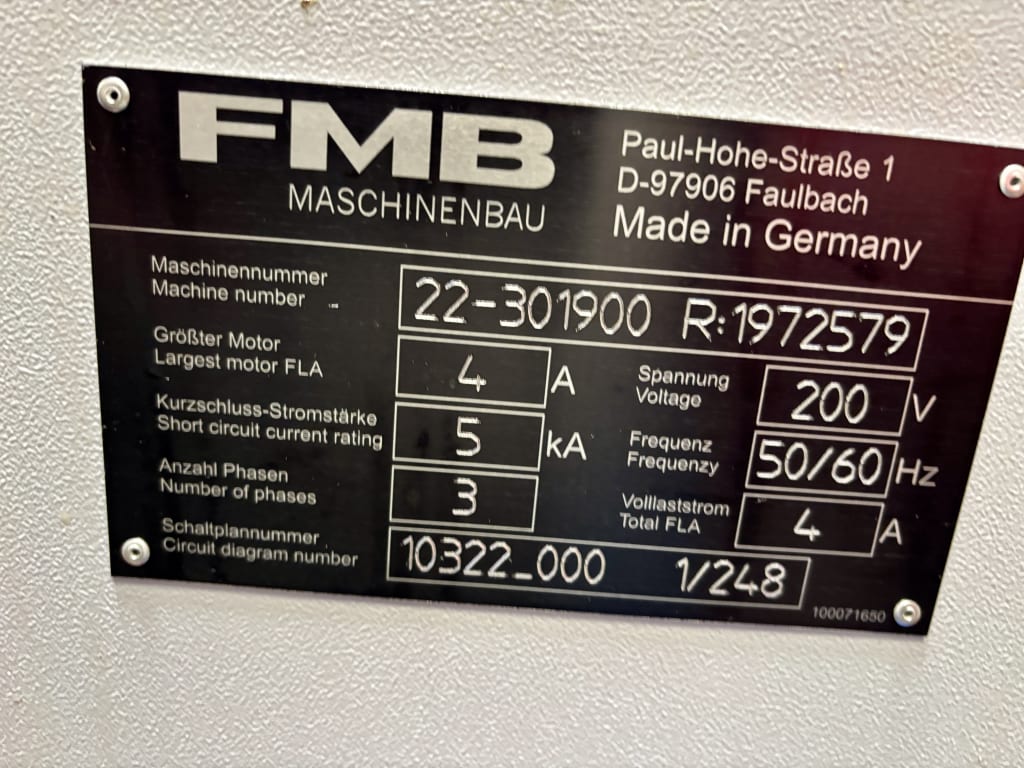 FMB
MASCHINENBAU
Paul-Hohe-Straße 1
D-97906 Faulbach
Made in Germany
Maschinennummer
Machine number
22-301900 R:1972579
Größter Motor
Largest motor FLA
4 A
Spannung
Voltage
200 V
Kurzschluss-Stromstärke
Short circuit current rating
5 kA
Frequenz
Frequenzy
50/60 Hz
Anzahl Phasen
Number of phases
3
Volllaststrom
Total FLA
4 A
Schaltplannummer
Circuit diagram number
10322_000 1/248
100071650